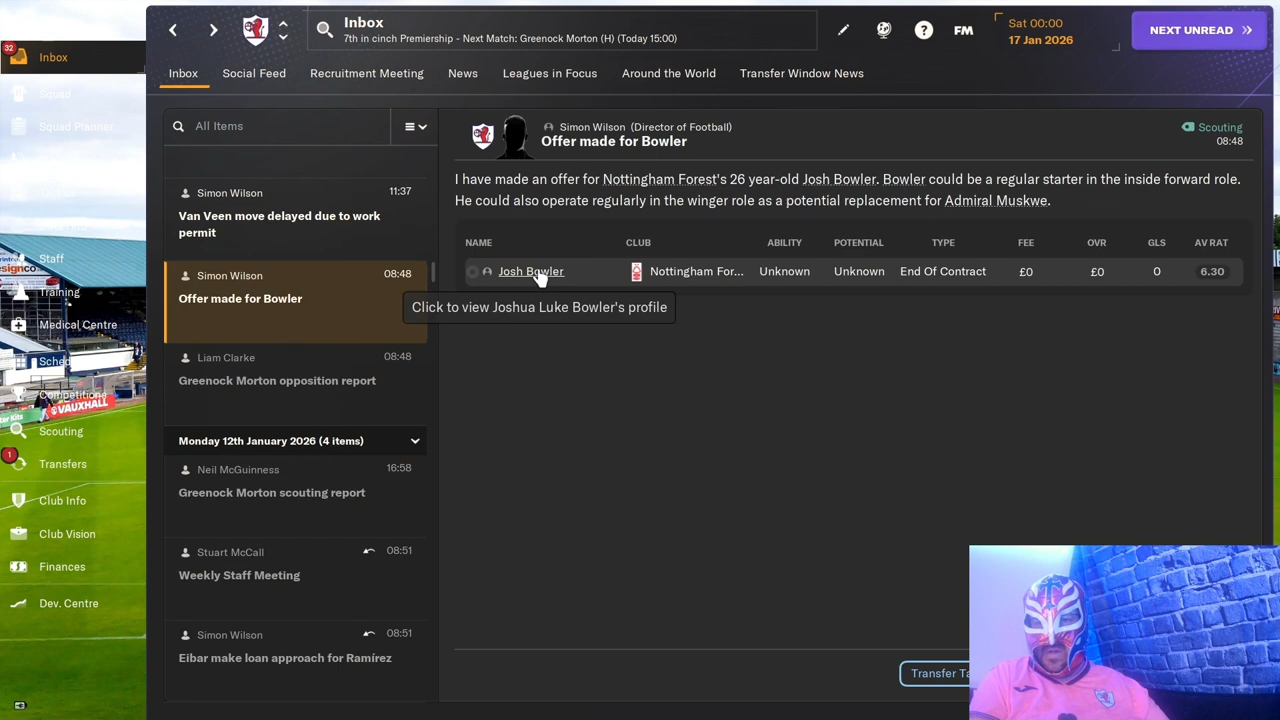 32
Inbox
Squad
Squad Planner
Staff
Training
Medical Centre
Sched
Competitions
Scouting
1
Transfers
Club Info
Club Vision
Finances
Dev. Centre
Kits
VAUXHALL
Inbox
7th in cinch Premiership - Next Match: Greenock Morton (H) (Today 15:00)
?
FM
Sat 00:00
17 Jan 2026
NEXT UNREAD
Inbox
Social Feed
Recruitment Meeting
News
Leagues in Focus
Around the World
Transfer Window News
All Items
Simon Wilson 11:37
Van Veen move delayed due to work
permit
Simon Wilson 08:48
Offer made for Bowler
Liam Clarke 08:48
Greenock Morton opposition report
Monday 12th January 2026 (4 items)
Neil McGuinness 16:58
Greenock Morton scouting report
Stuart McCall 08:51
Weekly Staff Meeting
Simon Wilson 08:51
Eibar make loan approach for Ramírez
Simon Wilson (Director of Football)
Offer made for Bowler
Scouting
08:48
I have made an offer for Nottingham Forest's 26 year-old Josh Bowler. Bowler could be a regular starter in the inside forward role.
He could also operate regularly in the winger role as a potential replacement for Admiral Muskwe.
NAME CLUB ABILITY POTENTIAL TYPE FEE OVR GLS AV RAT
Josh Bowler Nottingham For... Unknown Unknown End Of Contract £0 £0 0 6.30
Click to view Joshua Luke Bowler's profile
Transfer Ta